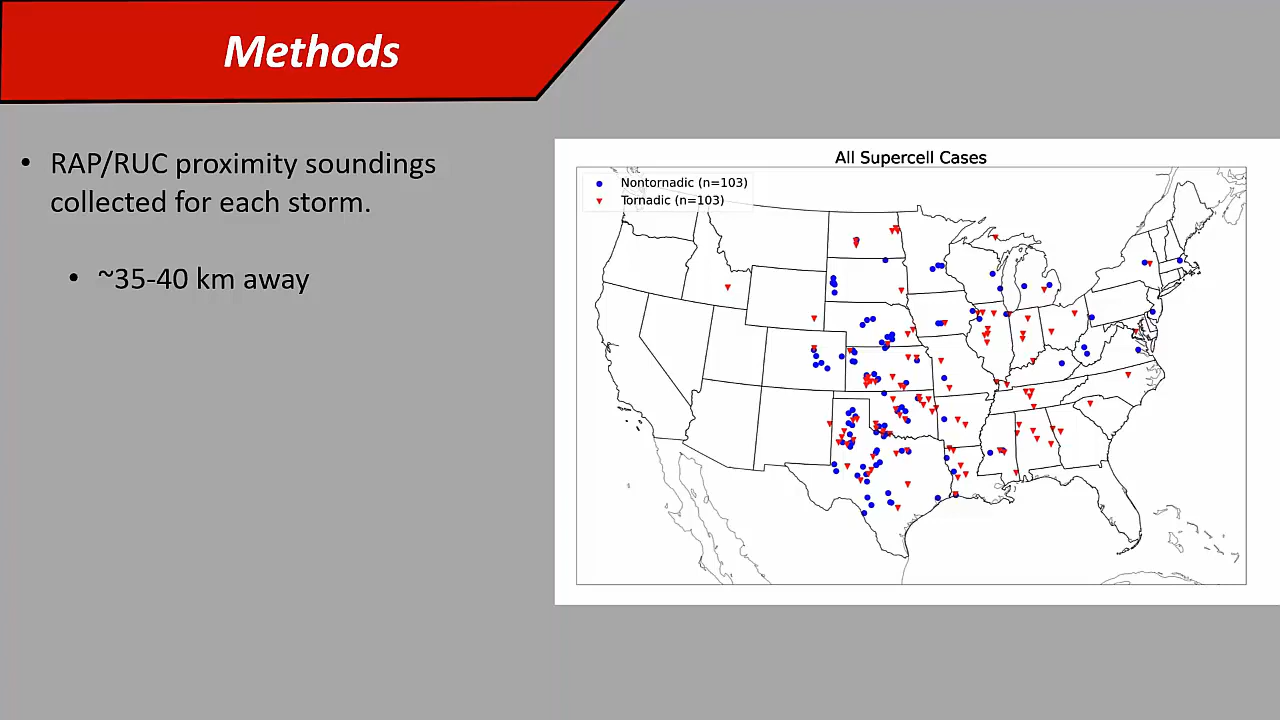 Methods
• RAP/RUC proximity soundings
collected for each storm.
• ~35-40 km away
All Supercell Cases
Nontornadic (n=103)
Tornadic (n=103)